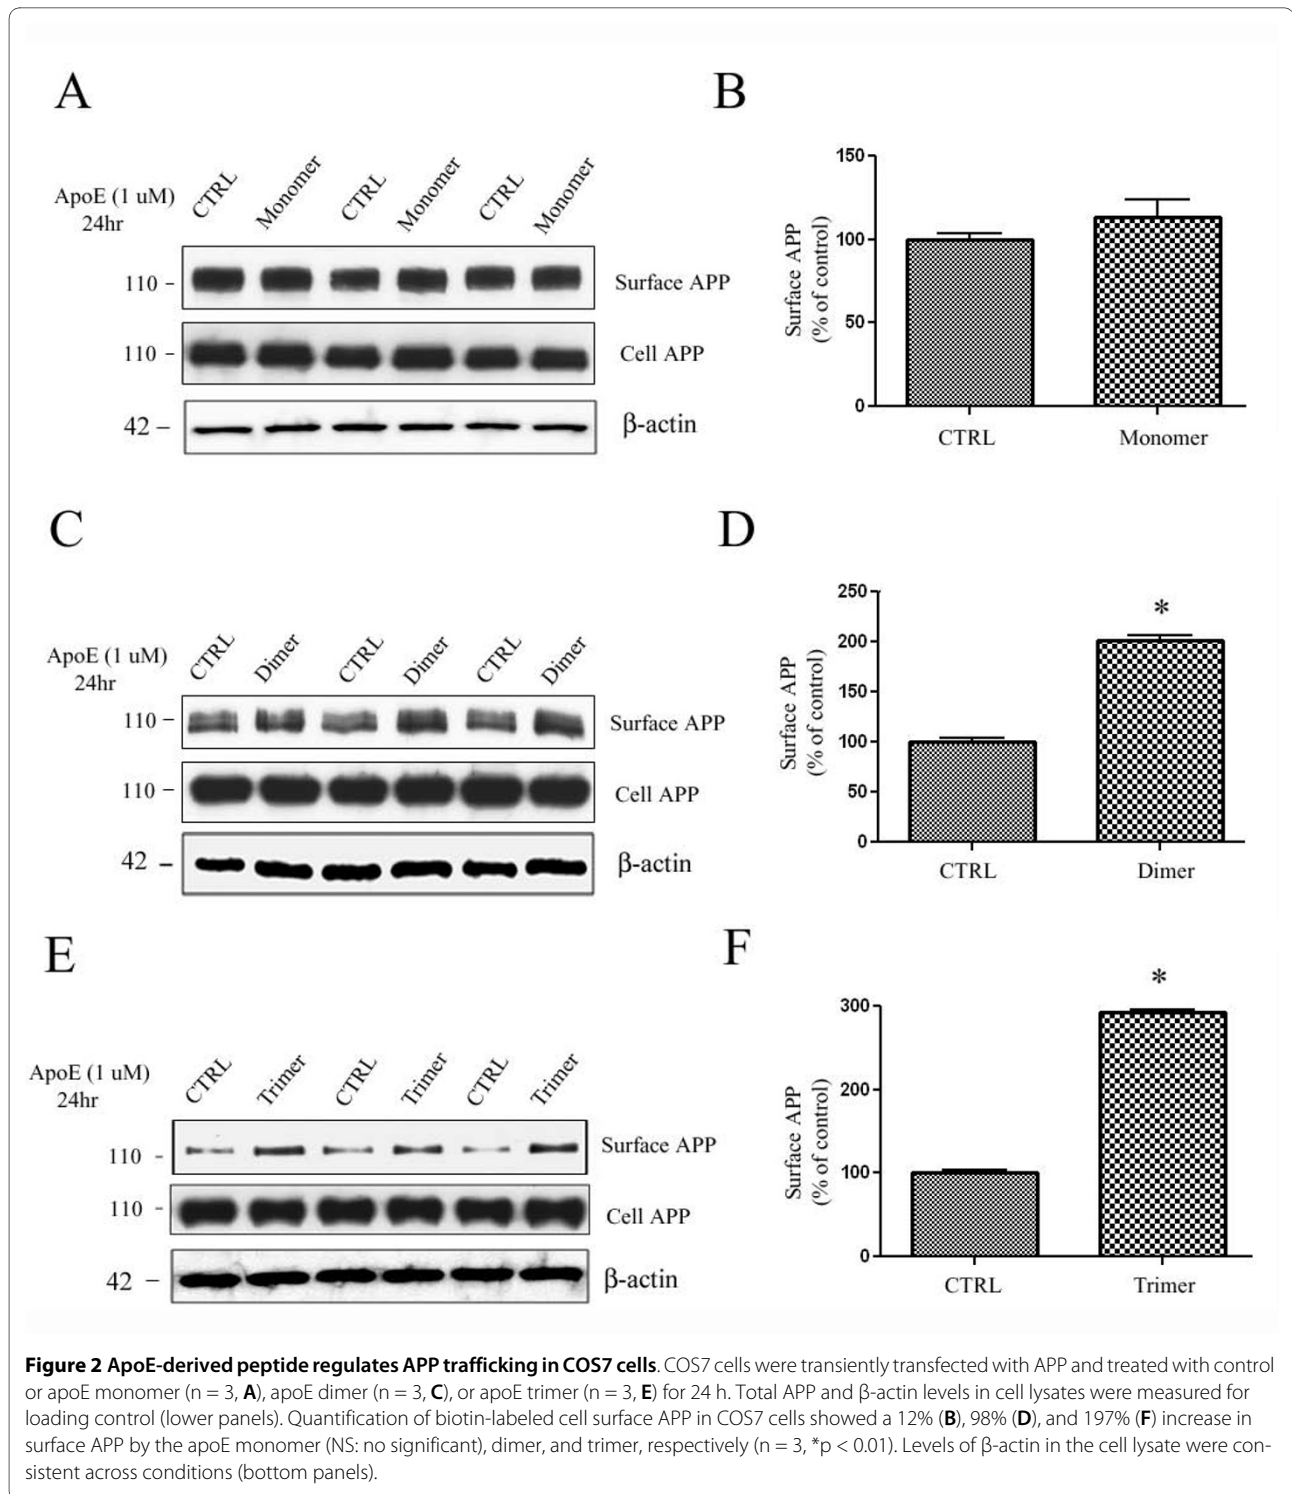 A
ApoE (1 uM)
24hr
CTRL Monomer CTRL Monomer CTRL Monomer
110 - Surface APP
110 - Cell APP
42 – β-actin
B
Surface APP
(% of control)
150
100
50
0
CTRL Monomer
C
ApoE (1 uM)
24hr
CTRL Dimer CTRL Dimer CTRL Dimer
110 – Surface APP
110 – Cell APP
42 – β-actin
D
Surface APP
(% of control)
250
200
150
100
50
0
*
CTRL Dimer
E
ApoE (1 uM)
24hr
CTRL Trimer CTRL Trimer CTRL Trimer
110 - Surface APP
110 - Cell APP
42 – β-actin
F
Surface APP
(% of control)
300
200
100
0
*
CTRL Trimer
Figure 2 ApoE-derived peptide regulates APP trafficking in COS7 cells. COS7 cells were transiently transfected with APP and treated with control
or apoE monomer (n = 3, A), apoE dimer (n = 3, C), or apoE trimer (n = 3, E) for 24 h. Total APP and β-actin levels in cell lysates were measured for
loading control (lower panels). Quantification of biotin-labeled cell surface APP in COS7 cells showed a 12% (B), 98% (D), and 197% (F) increase in
surface APP by the apoE monomer (NS: no significant), dimer, and trimer, respectively (n = 3, *p < 0.01). Levels of β-actin in the cell lysate were con-
sistent across conditions (bottom panels).